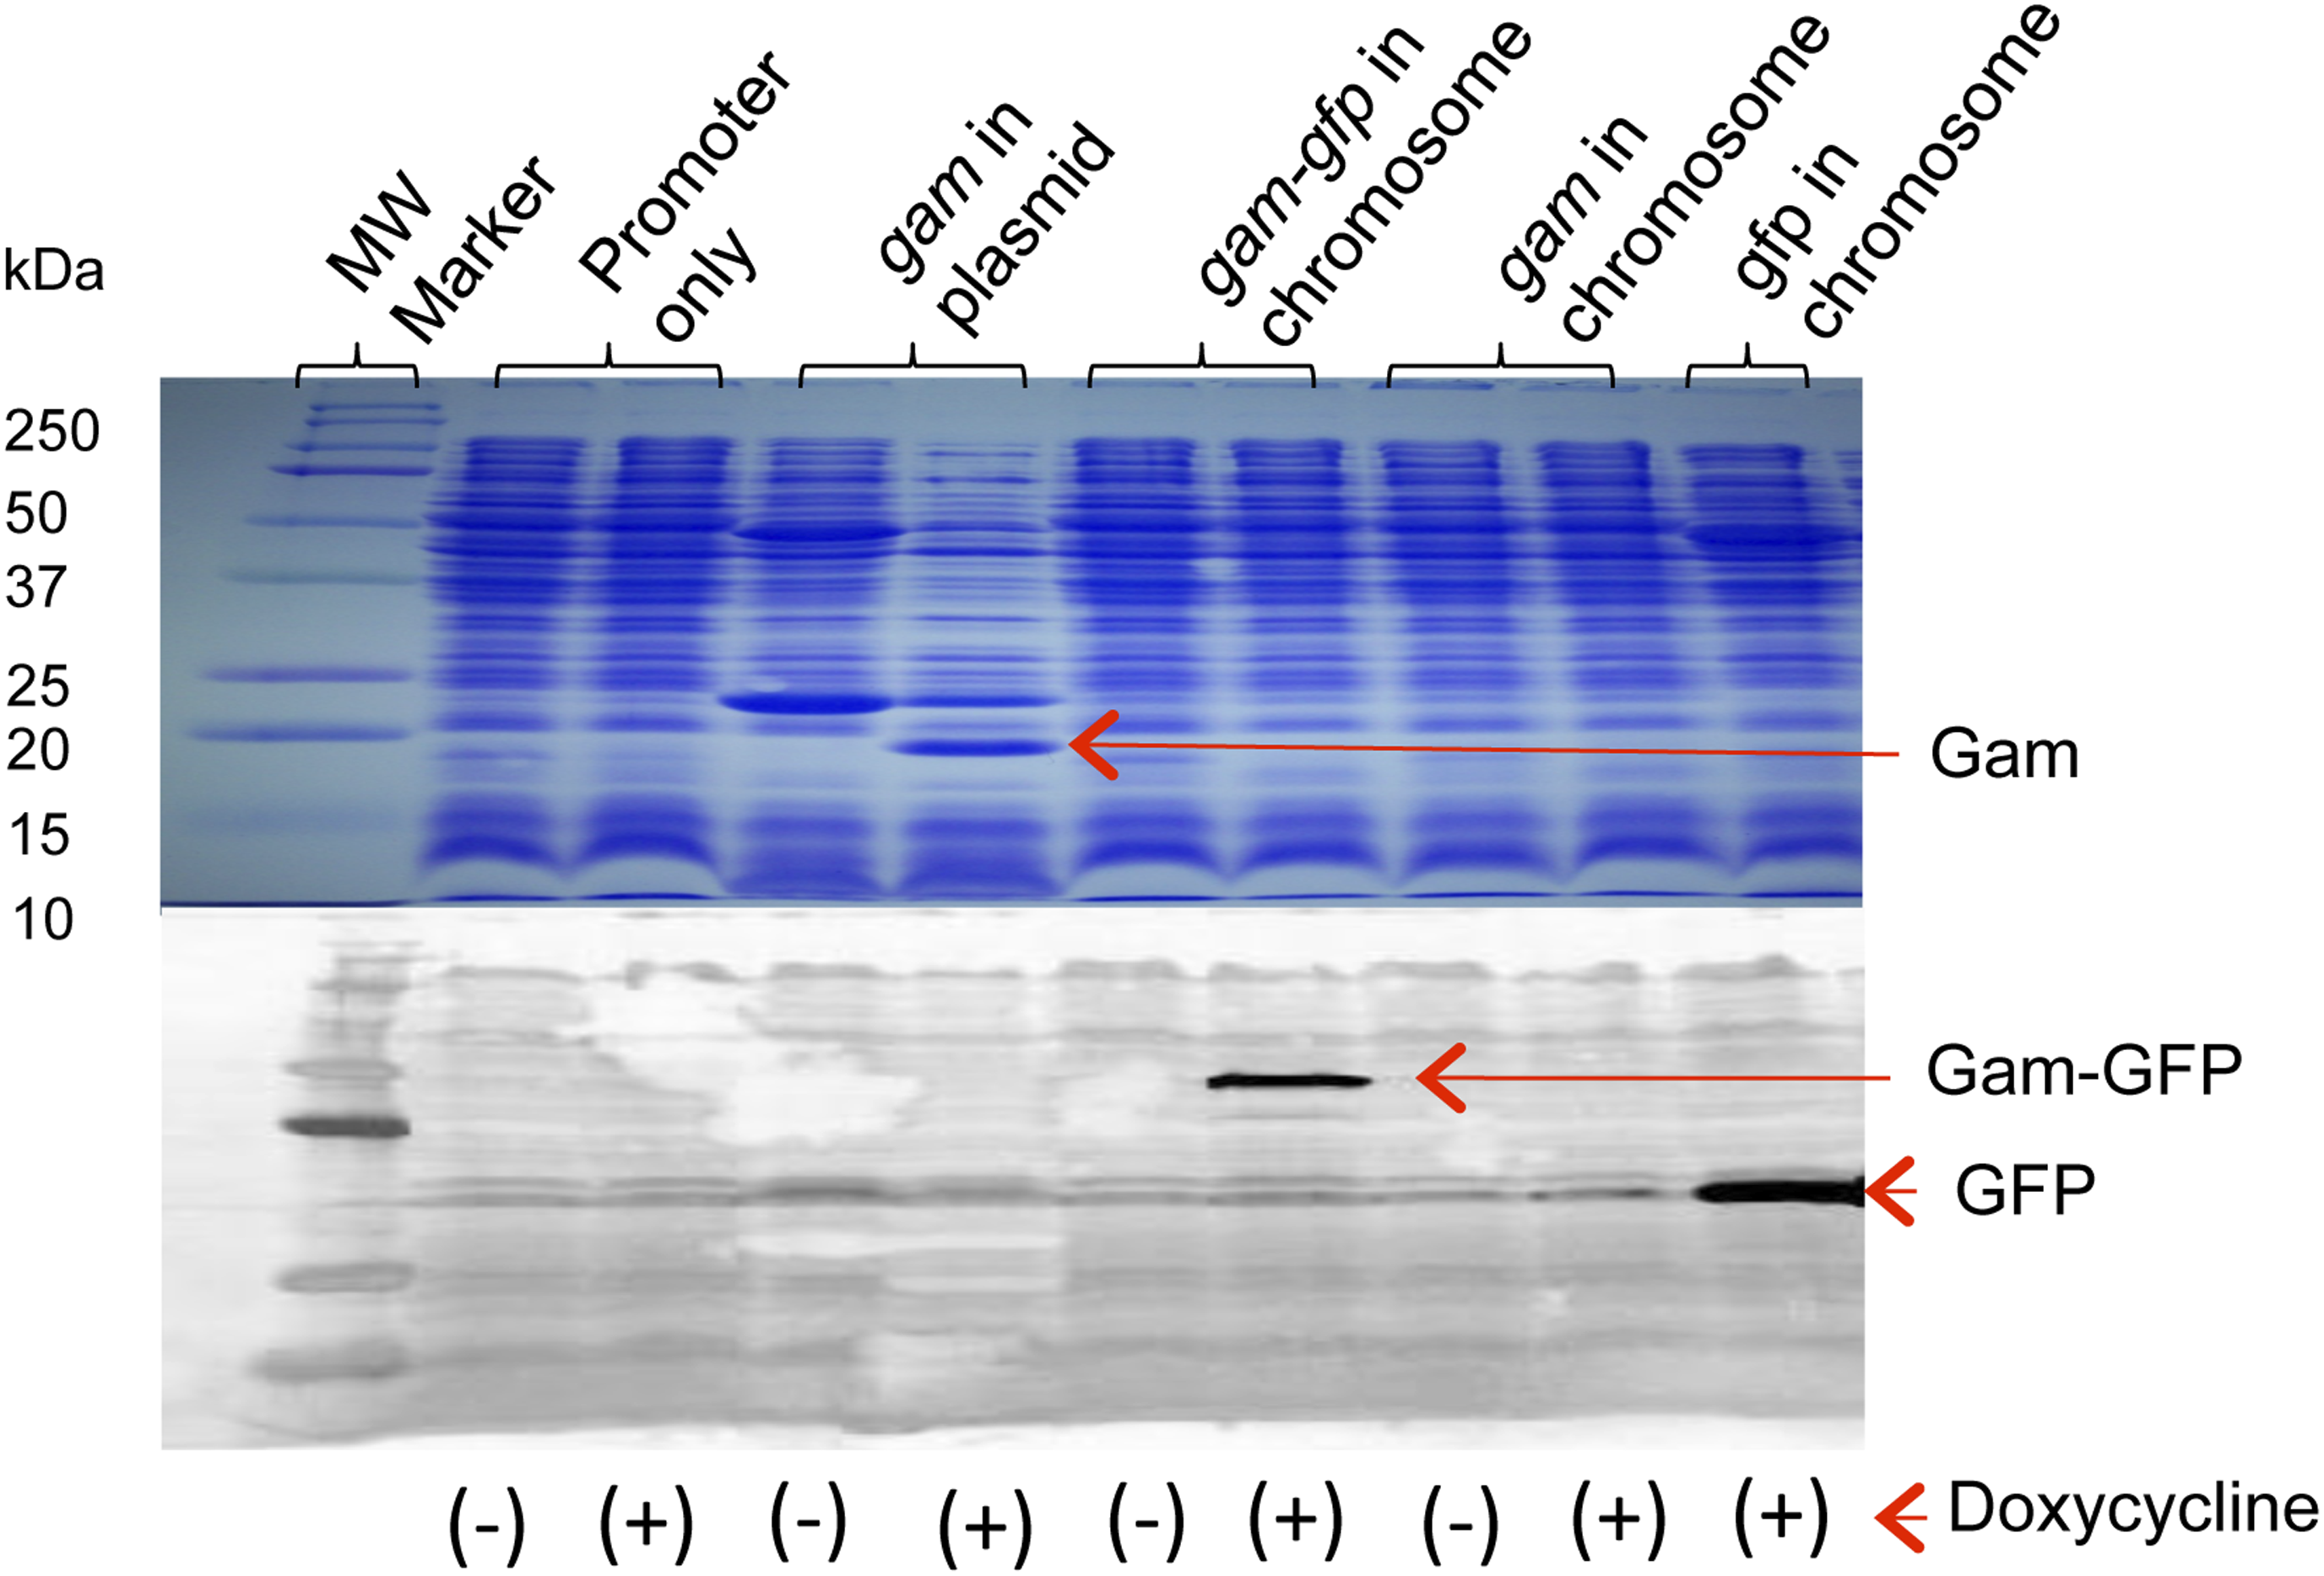 MW
Marker
Promoter
only
gam in
plasmid
gam-gfp in
chromosome
gam in
chromosome
gfp in
chromosome
kDa
250
50
37
25
20
15
10
Gam
Gam-GFP
GFP
(-) (+) (-) (+) (-) (+) (-) (+) (+) Doxycycline